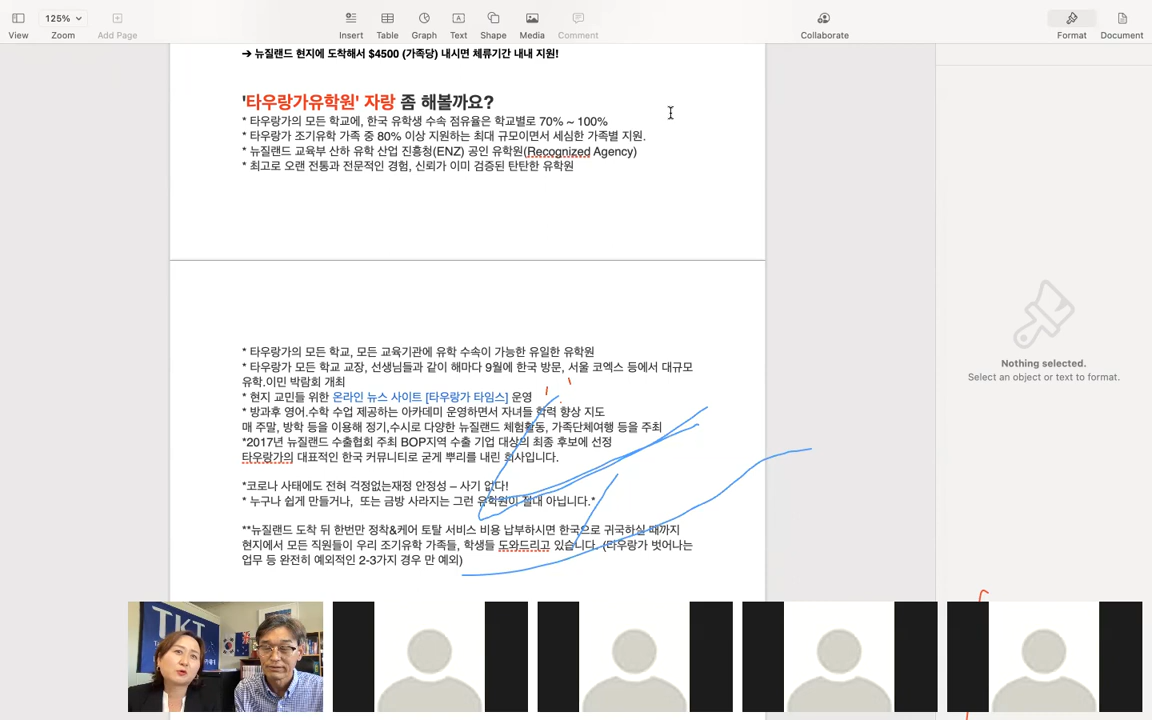 125%
View
Zoom
Add Page
Insert
Table
Graph
Text
Shape
Media
Comment
Collaborate
Format
Document
→ 뉴질랜드 현지에 도착해서 $4500 (가족당) 내시면 체류기간 내내 지원!
'타우랑가유학원' 자랑 좀 해볼까요?
* 타우랑가의 모든 학교에, 한국 유학생 수속 점유율은 학교별로 70% ~ 100%
* 타우랑가 조기유학 가족 중 80% 이상 지원하는 최대 규모이면서 세심한 가족별 지원.
* 뉴질랜드 교육부 산하 유학 산업 진흥청(ENZ) 공인 유학원(Recognized Agency)
* 최고로 오랜 전통과 전문적인 경험, 신뢰가 이미 검증된 탄탄한 유학원
* 타우랑가의 모든 학교, 모든 교육기관에 유학 수속이 가능한 유일한 유학원
* 타우랑가 모든 학교 교장, 선생님들과 같이 해마다 9월에 한국 방문, 서울 코엑스 등에서 대규모
유학.이민 박람회 개최
* 현지 교민들 위한 온라인 뉴스 사이트 [타우랑가 타임스] 운영
* 방과후 영어.수학 수업 제공하는 아카데미 운영하면서 자녀들 학력 향상 지도
매 주말, 방학 등을 이용해 정기,수시로 다양한 뉴질랜드 체험활동, 가족단체여행 등을 주최
*2017년 뉴질랜드 수출협회 주최 BOP지역 수출 기업 대상의 최종 후보에 선정
타우랑가의 대표적인 한국 커뮤니티로 굳게 뿌리를 내린 회사입니다.
*코로나 사태에도 전혀 걱정없는재정 안정성 – 사기 없다!
* 누구나 쉽게 만들거나, 또는 금방 사라지는 그런 유학원이 절대 아닙니다.*
**뉴질랜드 도착 뒤 한번만 정착&케어 토탈 서비스 비용 납부하시면 한국으로 귀국하실 때까지
현지에서 모든 직원들이 우리 조기유학 가족들, 학생들 도와드리고 있습니다. (타우랑가 벗어나는
업무 등 완전히 예외적인 2-3가지 경우 만 예외)
Nothing selected.
Select an object or text to format.
TKT